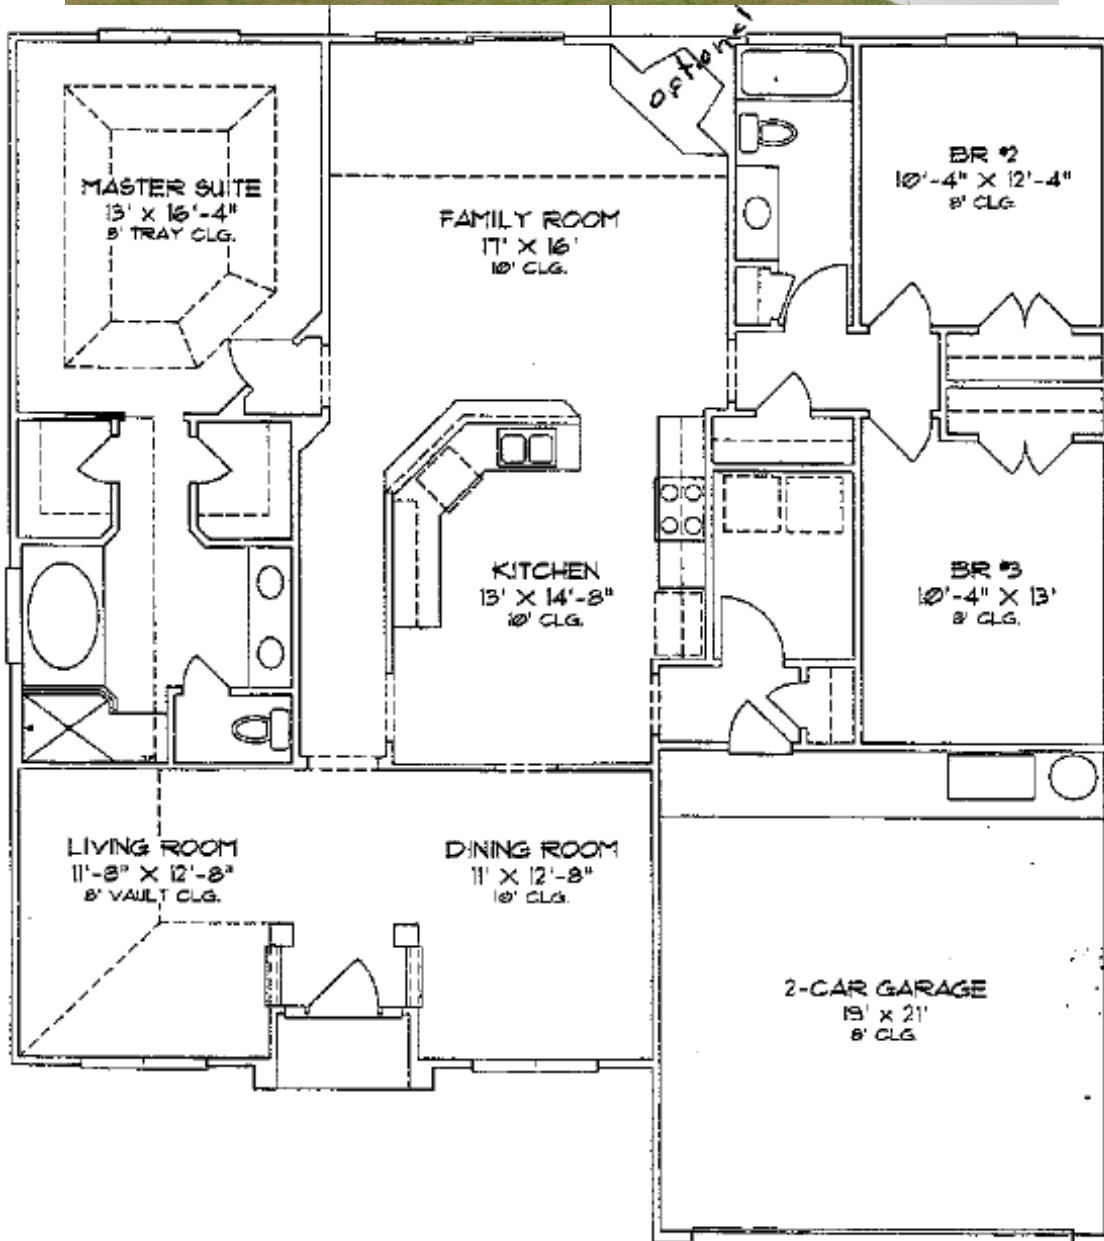 optional
MASTER SUITE
13' X 16'-4"
8' TRAY CLG.
FAMILY ROOM
17' X 16'
10' CLG.
BR #2
10'-4" X 12'-4"
8' CLG.
KITCHEN
13' X 14'-8"
10' CLG.
BR #3
10'-4" X 13'
8' CLG.
LIVING ROOM
11'-8" X 12'-8"
8' VAULT CLG.
DINING ROOM
11' X 12'-8"
10' CLG.
2-CAR GARAGE
19' X 21'
8' CLG.